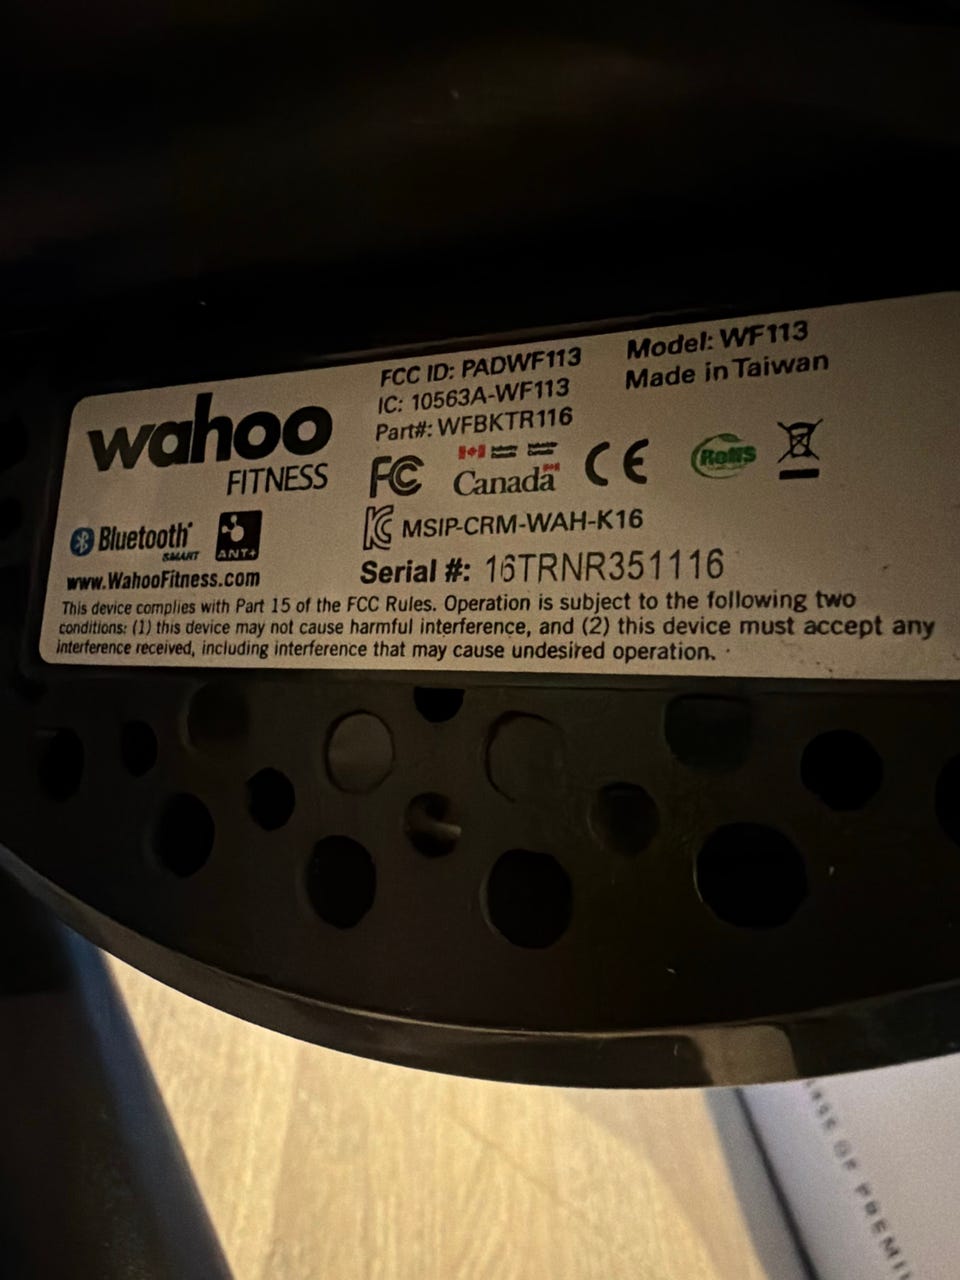 wahoo
FITNESS
Bluetooth
SMART
ANT+
www.WahooFitness.com
FCC ID: PADWF113
IC: 10563A-WF113
Part#: WFBKTR116
Model: WF113
Made in Taiwan
FC
Canada
CE
RoHS
MSIP-CRM-WAH-K16
Serial #: 16TRNR351116
This device complies with Part 15 of the FCC Rules. Operation is subject to the following two
conditions: (1) this device may not cause harmful interference, and (2) this device must accept any
interference received, including interference that may cause undesired operation.
OF